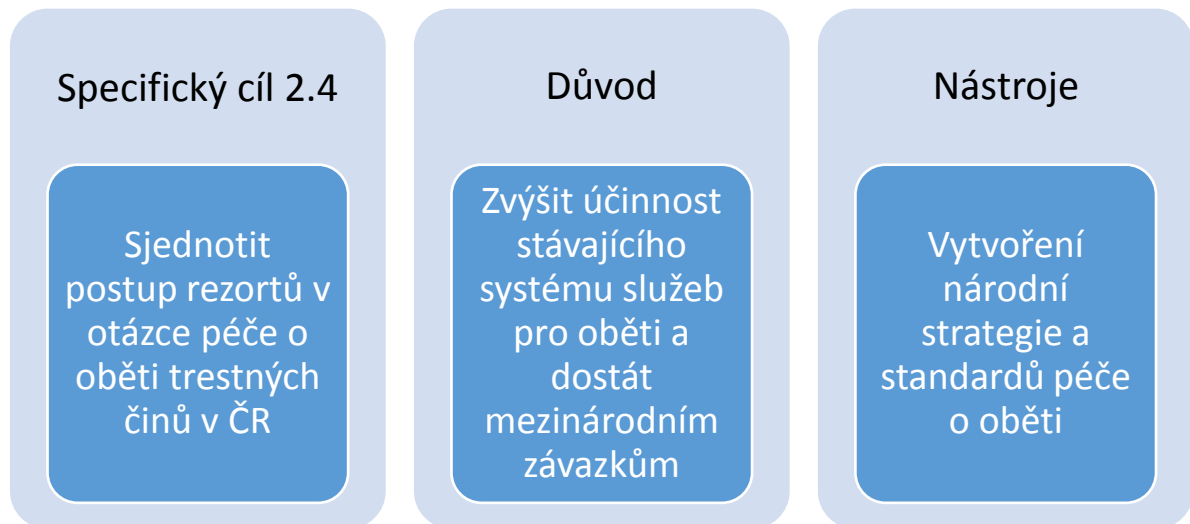 Specifický cíl 2.4
Sjednotit
postup rezortů v
otázce péče o
oběti trestných
činů v ČR
Důvod
Zvýšit účinnost
stávajícího
systému služeb
pro oběti a
dostát
mezinárodním
závazkům
Nástroje
Vytvoření
národní
strategie a
standardů péče
o oběti